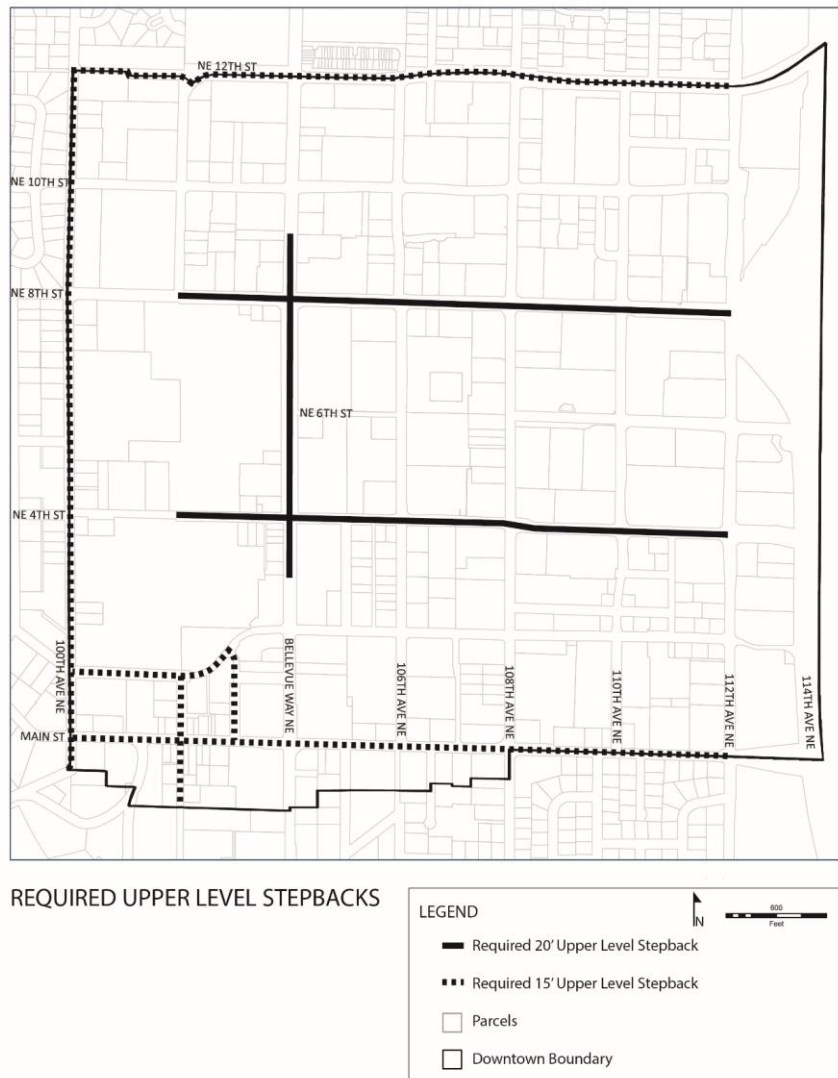 NE 12TH ST
NE 10TH ST
NE 8TH ST
NE 6TH ST
NE 4TH ST
100TH AVE NE
BELLEVUE WAY NE
106TH AVE NE
108TH AVE NE
110TH AVE NE
112TH AVE NE
114TH AVE NE
MAIN ST
REQUIRED UPPER LEVEL STEPBACKS
LEGEND
N
600
Feet
Required 20' Upper Level Stepback
Required 15' Upper Level Stepback
Parcels
Downtown Boundary